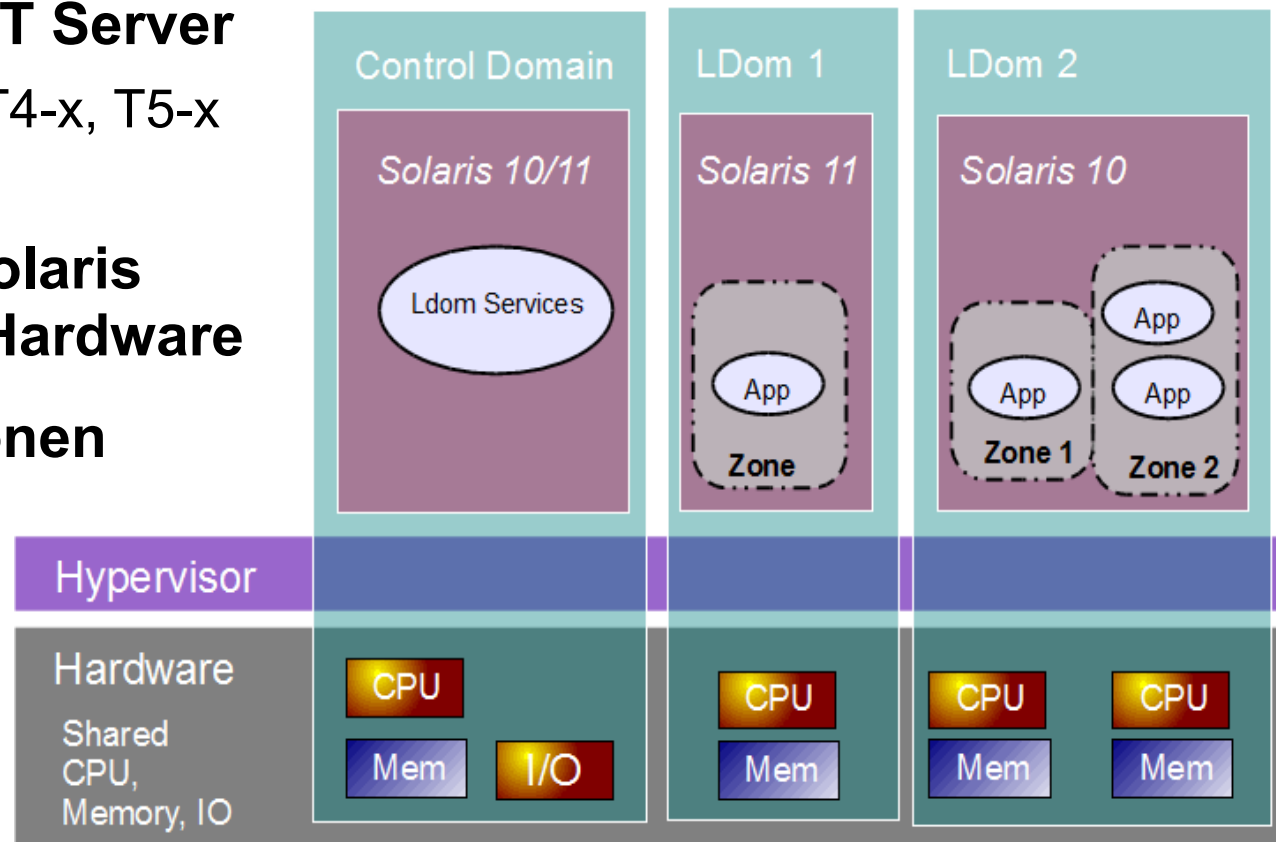 T Server
T4-x, T5-x
olaris
Hardware
onen
Control Domain
Solaris 10/11
Ldom Services
LDom 1
Solaris 11
App
Zone
LDom 2
Solaris 10
App
Zone 1
App
App
Zone 2
Hypervisor
Hardware
Shared
CPU,
Memory, IO
CPU
Mem
I/O
CPU
Mem
CPU
Mem
CPU
Mem